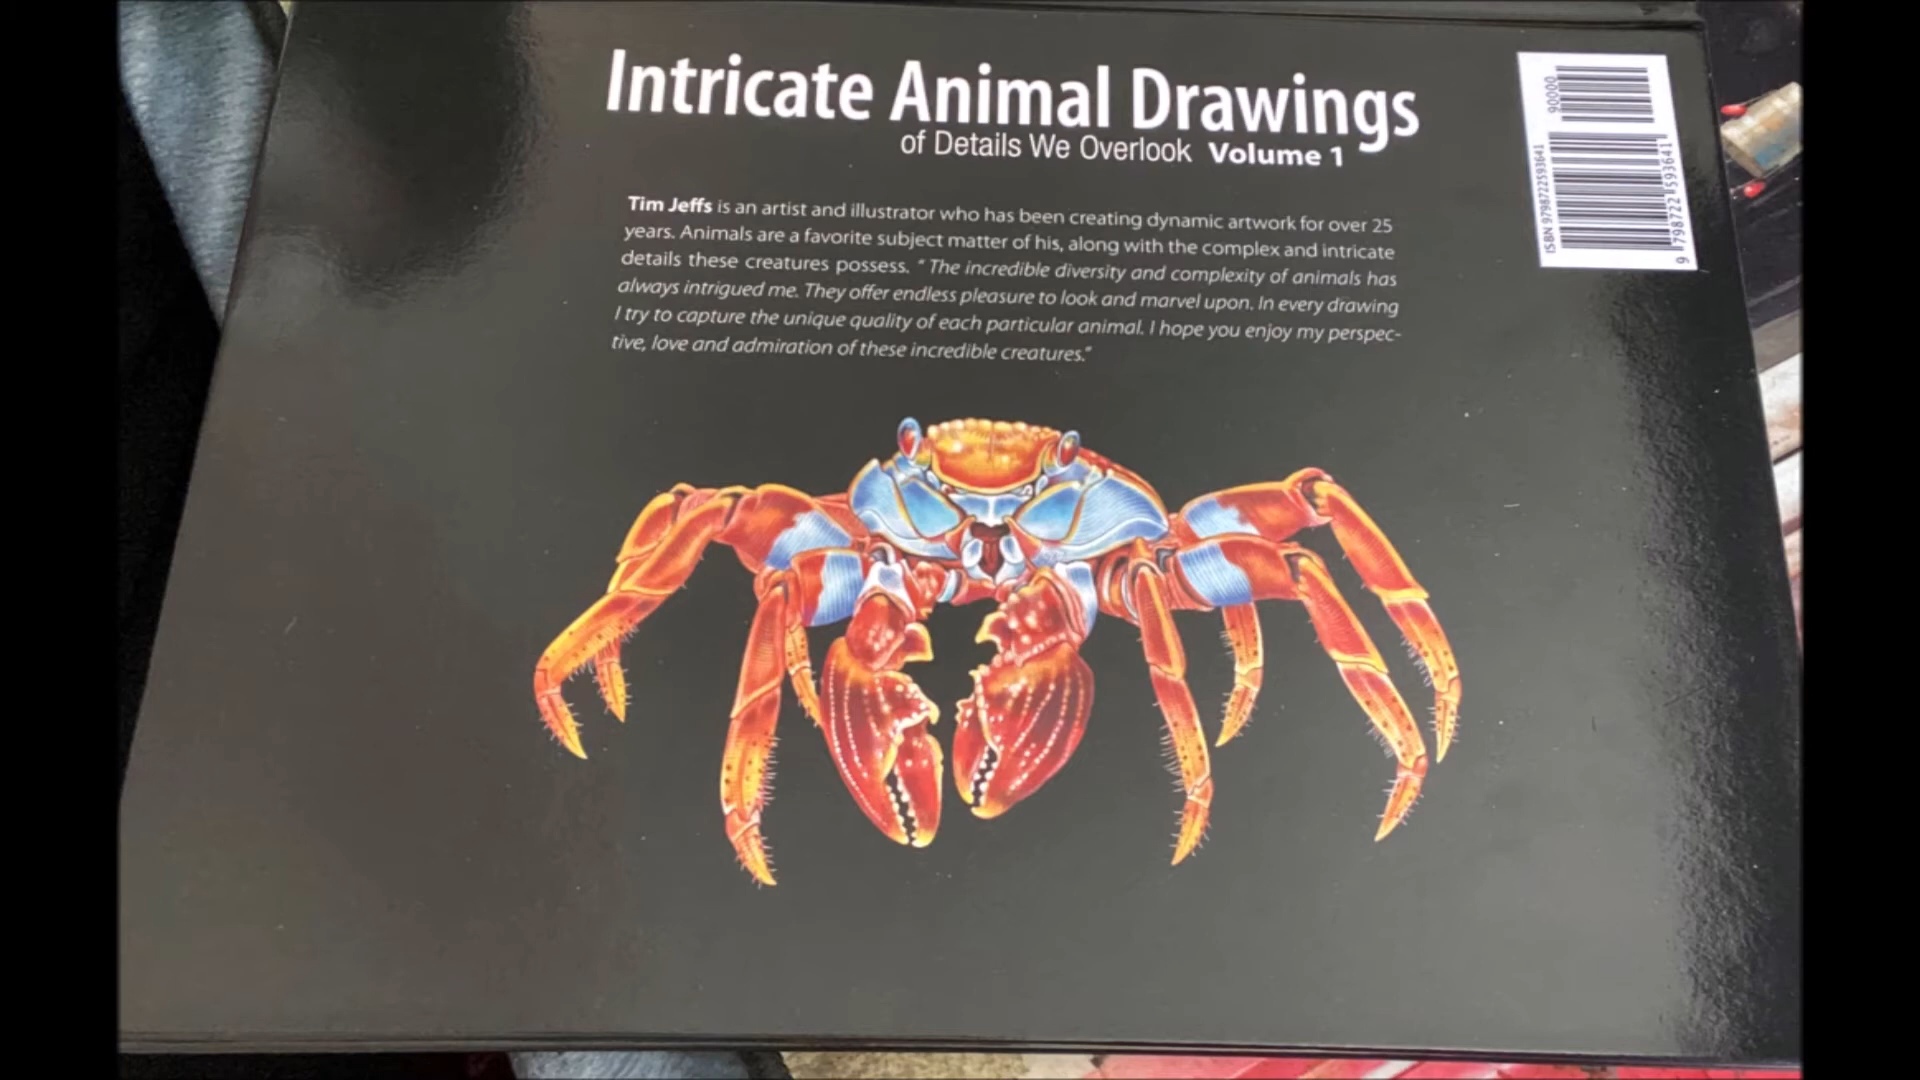 Intricate Animal Drawings
of Details We Overlook Volume 1
Tim Jeffs is an artist and illustrator who has been creating dynamic artwork for over 25
years. Animals are a favorite subject matter of his, along with the complex and intricate
details these creatures possess. " The incredible diversity and complexity of animals has
always intrigued me. They offer endless pleasure to look and marvel upon. In every drawing
I try to capture the unique quality of each particular animal. I hope you enjoy my perspec-
tive, love and admiration of these incredible creatures."
ISBN 9798722593641
90000
9 798722 593641